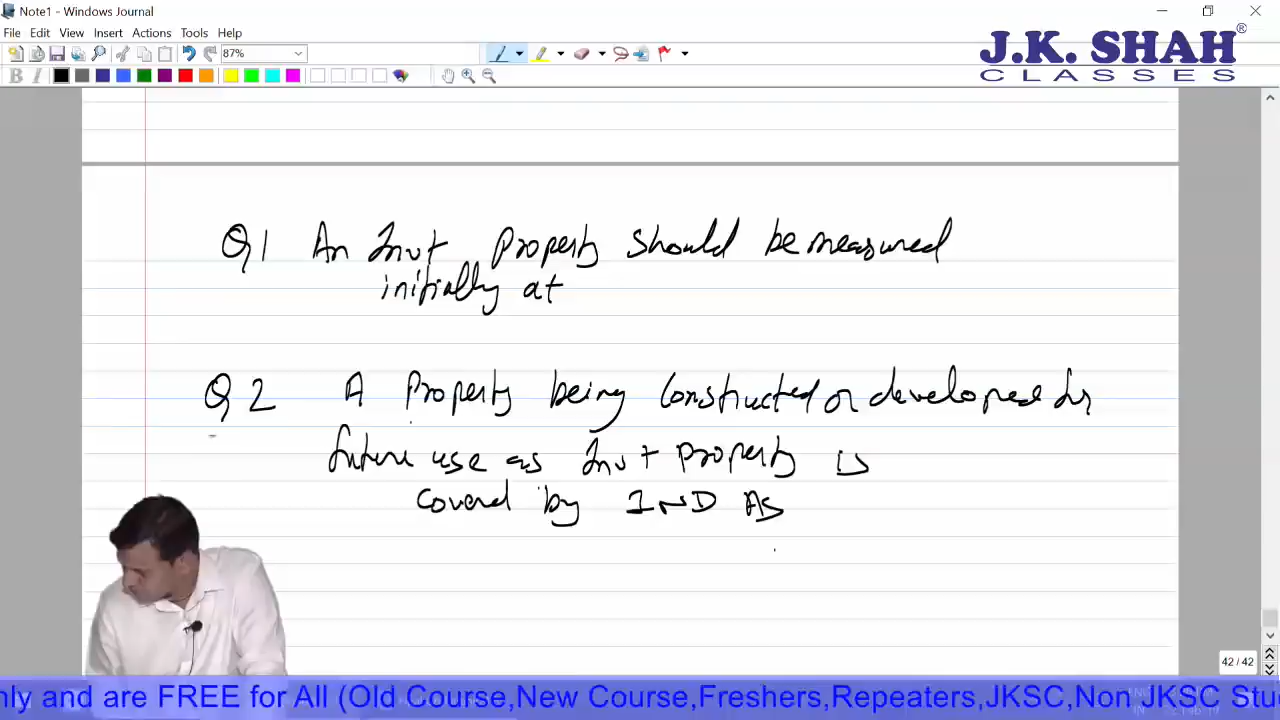 Note1 - Windows Journal
File Edit View Insert Actions Tools Help
87%
B I
J.K. SHAH®
CLASSES
Q1 An Invt Property should be measured
initially at
Q2 A Property being Constructed or developed for
future use as Invt property is
covered by IND AS
42 / 42
nly and are FREE for All (Old Course,New Course,Freshers,Repeaters,JKSC,Non JKSC Stu